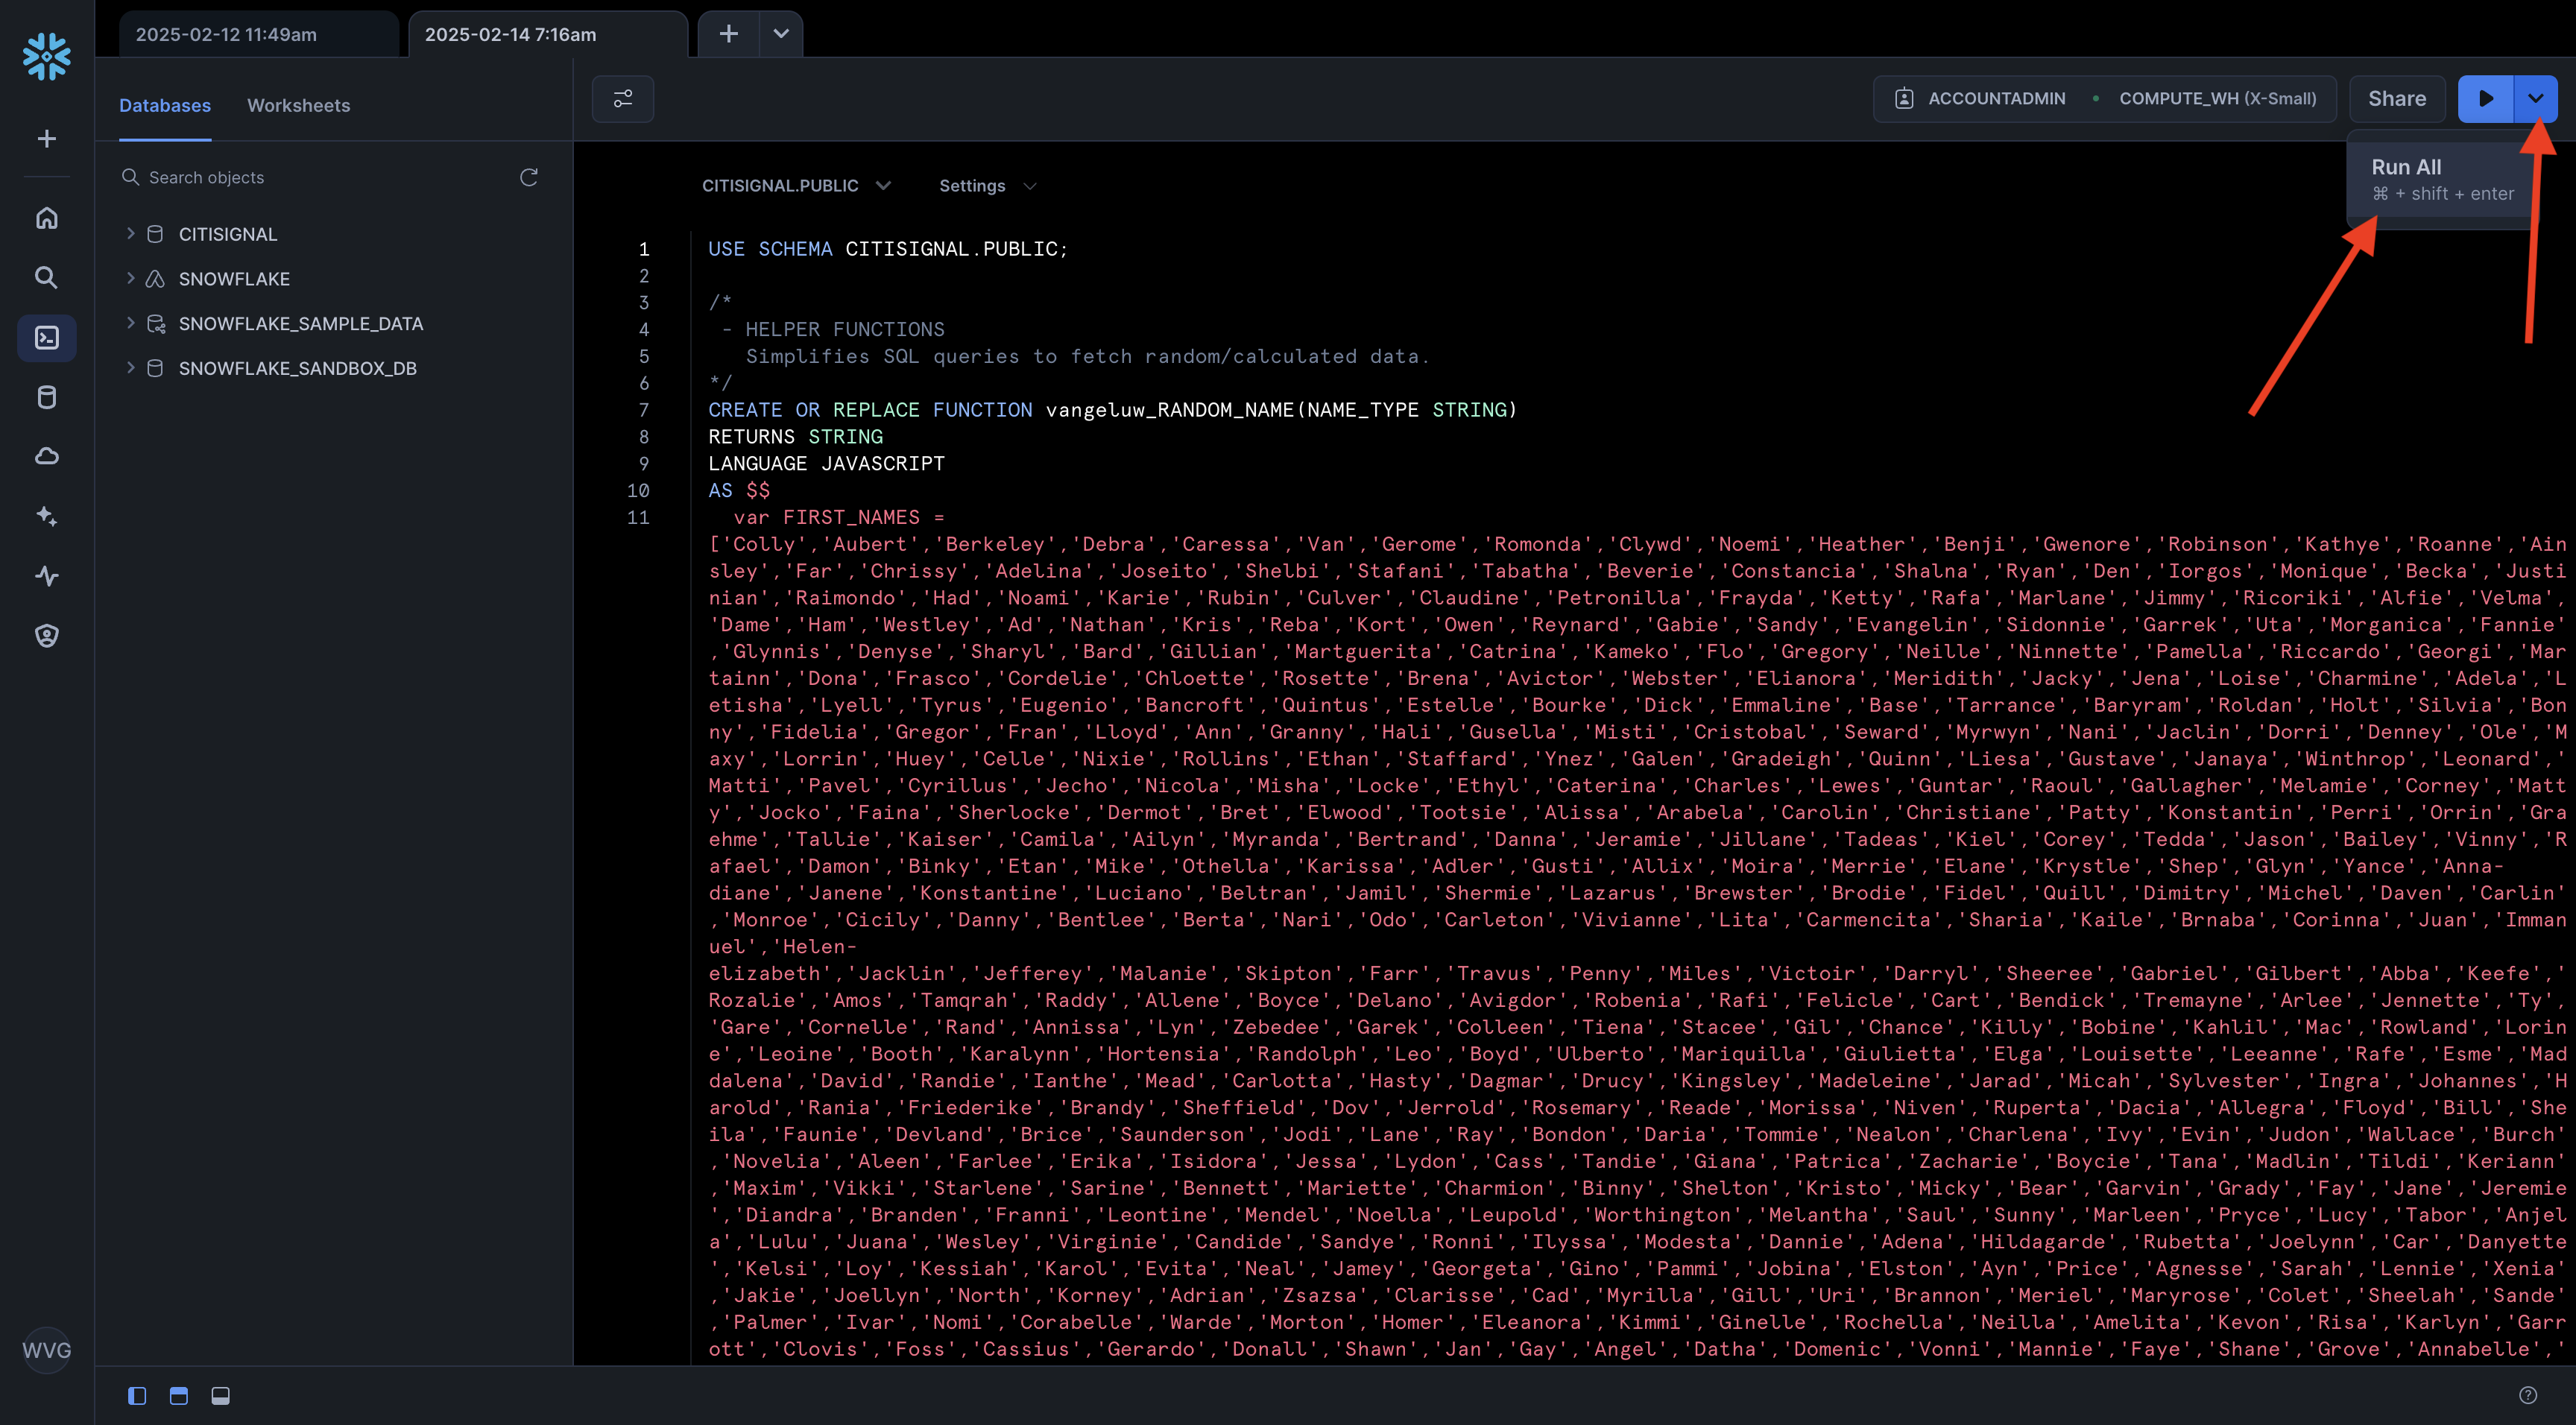 2025-02-12 11:49am
2025-02-14 7:16am
Databases
Worksheets
Search objects
CITISIGNAL
SNOWFLAKE
SNOWFLAKE_SAMPLE_DATA
SNOWFLAKE_SANDBOX_DB
WVG
ACCOUNTADMIN
COMPUTE_WH (X-Small)
Share
Run All
⌘ + shift + enter
CITISIGNAL.PUBLIC
Settings
1 USE SCHEMA CITISIGNAL.PUBLIC;
2
3 /*
4 - HELPER FUNCTIONS
5 Simplifies SQL queries to fetch random/calculated data.
6 */
7 CREATE OR REPLACE FUNCTION vangeluw_RANDOM_NAME(NAME_TYPE STRING)
8 RETURNS STRING
9 LANGUAGE JAVASCRIPT
10 AS $$
11 var FIRST_NAMES =
['Colly','Aubert','Berkeley','Debra','Caressa','Van','Gerome','Romonda','Clywd','Noemi','Heather','Benji','Gwenore','Robinson','Kathye','Roanne','Ain
sley','Far','Chrissy','Adelina','Joseito','Shelbi','Stafani','Tabatha','Beverie','Constancia','Shalna','Ryan','Den','Iorgos','Monique','Becka','Justi
nian','Raimondo','Had','Noami','Karie','Rubin','Culver','Claudine','Petronilla','Frayda','Ketty','Rafa','Marlane','Jimmy','Ricoriki','Alfie','Velma',
'Dame','Ham','Westley','Ad','Nathan','Kris','Reba','Kort','Owen','Reynard','Gabie','Sandy','Evangelin','Sidonnie','Garrek','Uta','Morganica','Fannie'
,'Glynnis','Denyse','Sharyl','Bard','Gillian','Martguerita','Catrina','Kameko','Flo','Gregory','Neille','Ninnette','Pamella','Riccardo','Georgi','Mar
tainn','Dona','Frasco','Cordelie','Chloette','Rosette','Brena','Avictor','Webster','Elianora','Meridith','Jacky','Jena','Loise','Charmine','Adela','L
etisha','Lyell','Tyrus','Eugenio','Bancroft','Quintus','Estelle','Bourke','Dick','Emmaline','Base','Tarrance','Baryram','Roldan','Holt','Silvia','Bon
ny','Fidelia','Gregor','Fran','Lloyd','Ann','Granny','Hali','Gusella','Misti','Cristobal','Seward','Myrwyn','Nani','Jaclin','Dorri','Denney','Ole','M
axy','Lorrin','Huey','Celle','Nixie','Rollins','Ethan','Staffard','Ynez','Galen','Gradeigh','Quinn','Liesa','Gustave','Janaya','Winthrop','Leonard','
Matti','Pavel','Cyrillus','Jecho','Nicola','Misha','Locke','Ethyl','Caterina','Charles','Lewes','Guntar','Raoul','Gallagher','Melamie','Corney','Matt
y','Jocko','Faina','Sherlocke','Dermot','Bret','Elwood','Tootsie','Alissa','Arabela','Carolin','Christiane','Patty','Konstantin','Perri','Orrin','Gra
ehme','Tallie','Kaiser','Camila','Ailyn','Myranda','Bertrand','Danna','Jeramie','Jillane','Tadeas','Kiel','Corey','Tedda','Jason','Bailey','Vinny','R
afael','Damon','Binky','Etan','Mike','Othella','Karissa','Adler','Gusti','Allix','Moira','Merrie','Elane','Krystle','Shep','Glyn','Yance','Anna-
diane','Janene','Konstantine','Luciano','Beltran','Jamil','Shermie','Lazarus','Brewster','Brodie','Fidel','Quill','Dimitry','Michel','Daven','Carlin'
,'Monroe','Cicily','Danny','Bentlee','Berta','Nari','Odo','Carleton','Vivianne','Lita','Carmencita','Sharia','Kaile','Brnaba','Corinna','Juan','Imman
uel','Helen-
elizabeth','Jacklin','Jefferey','Malanie','Skipton','Farr','Travus','Penny','Miles','Victoir','Darryl','Sheeree','Gabriel','Gilbert','Abba','Keefe','
Rozalie','Amos','Tamqrah','Raddy','Allene','Boyce','Delano','Avigdor','Robenia','Rafi','Felicle','Cart','Bendick','Tremayne','Arlee','Jennette','Ty',
'Gare','Cornelle','Rand','Annissa','Lyn','Zebedee','Garek','Colleen','Tiena','Stacee','Gil','Chance','Killy','Bobine','Kahlil','Mac','Rowland','Lorin
e','Leoine','Booth','Karalynn','Hortensia','Randolph','Leo','Boyd','Ulberto','Mariquilla','Giulietta','Elga','Louisette','Leeanne','Rafe','Esme','Mad
dalena','David','Randie','Ianthe','Mead','Carlotta','Hasty','Dagmar','Drucy','Kingsley','Madeleine','Jarad','Micah','Sylvester','Ingra','Johannes','H
arold','Rania','Friederike','Brandy','Sheffield','Dov','Jerrold','Rosemary','Reade','Morissa','Niven','Ruperta','Dacia','Allegra','Floyd','Bill','She
ila','Faunie','Devland','Brice','Saunderson','Jodi','Lane','Ray','Bondon','Daria','Tommie','Nealon','Charlena','Ivy','Evin','Judon','Wallace','Burch'
,'Novelia','Aleen','Farlee','Erika','Isidora','Jessa','Lydon','Cass','Tandie','Giana','Patrica','Zacharie','Boycie','Tana','Madlin','Tildi','Keriann'
,'Maxim','Vikki','Starlene','Sarine','Bennett','Mariette','Charmion','Binny','Shelton','Kristo','Micky','Bear','Garvin','Grady','Fay','Jane','Jeremie
','Diandra','Branden','Franni','Leontine','Mendel','Noella','Leupold','Worthington','Melantha','Saul','Sunny','Marleen','Pryce','Lucy','Tabor','Anjel
a','Lulu','Juana','Wesley','Virginie','Candide','Sandye','Ronni','Ilyssa','Modesta','Dannie','Adena','Hildagarde','Rubetta','Joelynn','Car','Danyette
','Kelsi','Loy','Kessiah','Karol','Evita','Neal','Jamey','Georgeta','Gino','Pammi','Jobina','Elston','Ayn','Price','Agnesse','Sarah','Lennie','Xenia'
,'Jakie','Joellyn','North','Korney','Adrian','Zsazsa','Clarisse','Cad','Myrilla','Gill','Uri','Brannon','Meriel','Maryrose','Colet','Sheelah','Sande'
,'Palmer','Ivar','Nomi','Corabelle','Warde','Morton','Homer','Eleanora','Kimmi','Ginelle','Rochella','Neilla','Amelita','Kevon','Risa','Karlyn','Garr
ott','Clovis','Foss','Cassius','Gerardo','Donall','Shawn','Jan','Gay','Angel','Datha','Domenic','Vonni','Mannie','Faye','Shane','Grove','Annabelle','